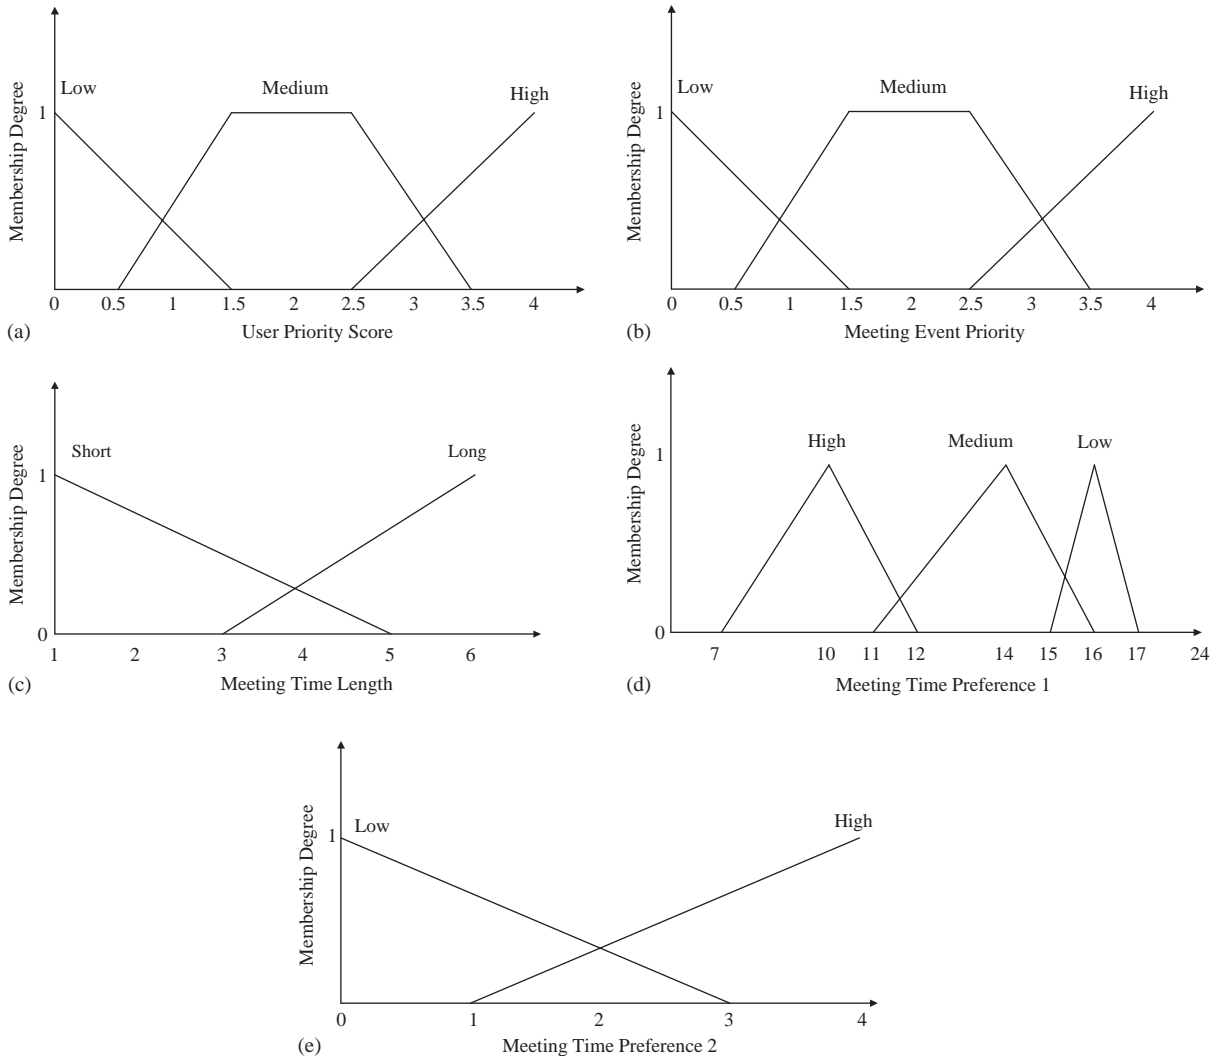 Low
Medium
High
1
Membership Degree
0 0.5 1 1.5 2 2.5 3 3.5 4
(a)
User Priority Score
Low
Medium
High
1
Membership Degree
0 0.5 1 1.5 2 2.5 3 3.5 4
(b)
Meeting Event Priority
Short
Long
1
Membership Degree
0
1 2 3 4 5 6
(c)
Meeting Time Length
High
Medium
Low
1
Membership Degree
0
7 10 11 12 14 15 16 17 24
(d)
Meeting Time Preference 1
Low
High
1
Membership Degree
0 1 2 3 4
(e)
Meeting Time Preference 2